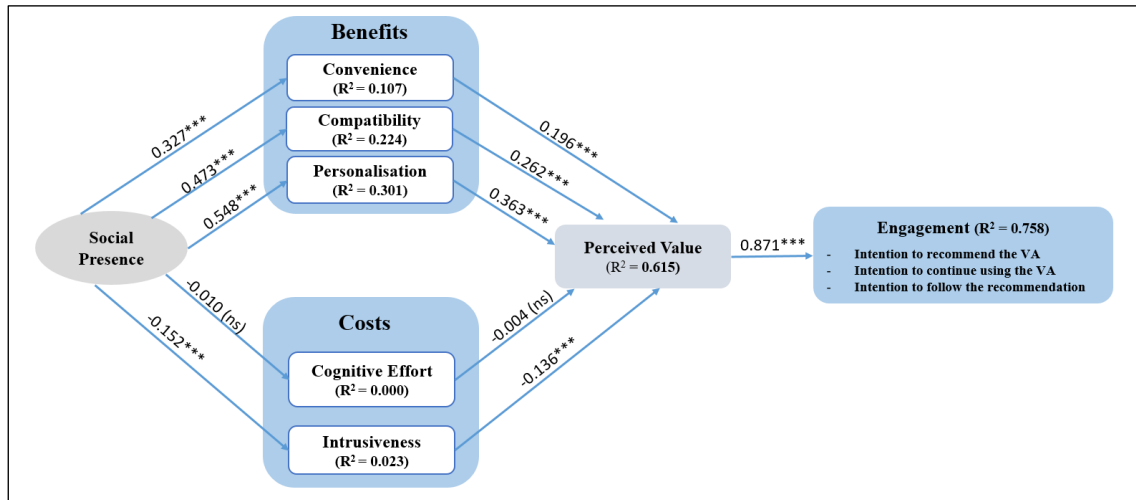 Benefits
Convenience
(R² = 0.107)
Compatibility
(R² = 0.224)
Personalisation
(R² = 0.301)
0.327***
0.473***
0.548***
0.196***
0.262***
0.363***
Social
Presence
Perceived Value
(R² = 0.615)
0.871***
Engagement (R² = 0.758)
- Intention to recommend the VA
- Intention to continue using the VA
- Intention to follow the recommendation
-0.010 (ns)
-0.152***
-0.004 (ns)
-0.136***
Costs
Cognitive Effort
(R² = 0.000)
Intrusiveness
(R² = 0.023)